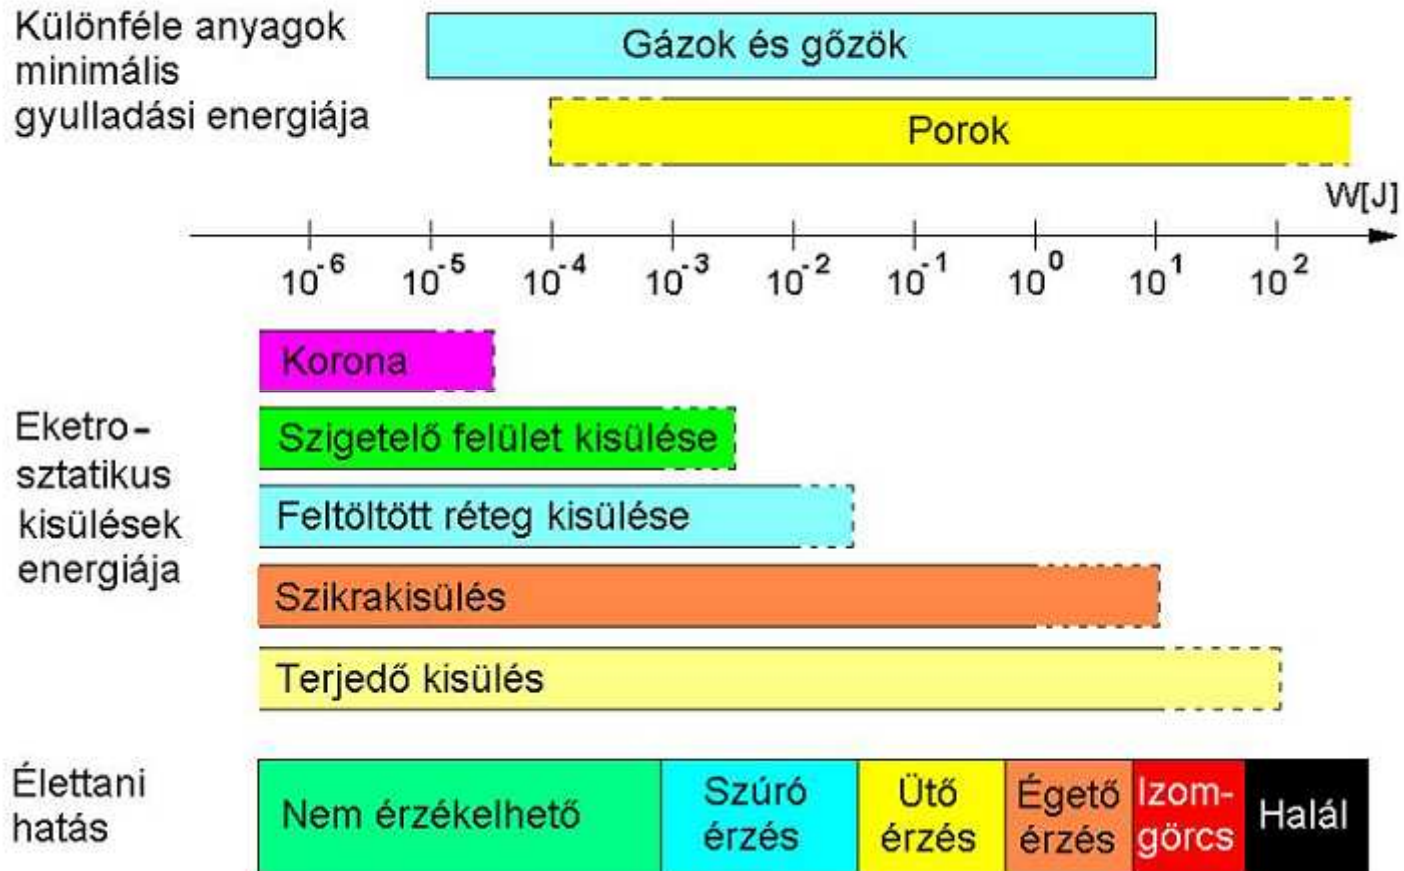 Különféle anyagok
minimális
gyulladási energiája
Gázok és gőzök
Porok
W[J]
10⁻⁶ 10⁻⁵ 10⁻⁴ 10⁻³ 10⁻² 10⁻¹ 10⁰ 10¹ 10²
Eketro-
sztatikus
kisülések
energiája
Korona
Szigetelő felület kisülése
Feltöltött réteg kisülése
Szikrakisülés
Terjedő kisülés
Élettani
hatás
Nem érzékelhető
Szúró
érzés
Ütő
érzés
Égető
érzés
Izom-
görcs
Halál